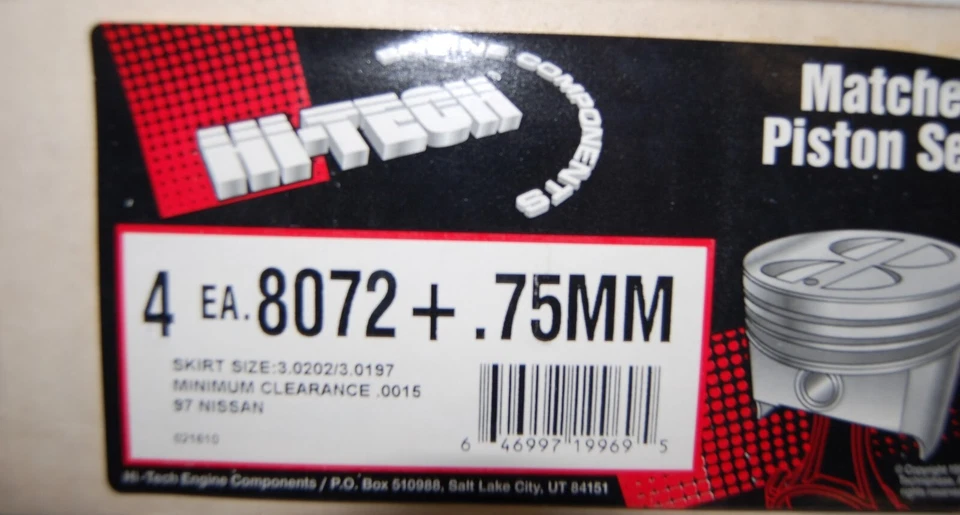 HI-TECH
ENGINE COMPONENTS
Matche
Piston Se
4 EA. 8072 + .75MM
SKIRT SIZE:3.0202/3.0197
MINIMUM CLEARANCE .0015
97 NISSAN
021610
6 46997 19969 5
Hi-Tech Engine Components / P.O. Box 510988, Salt Lake City, UT 84151
© Copyright